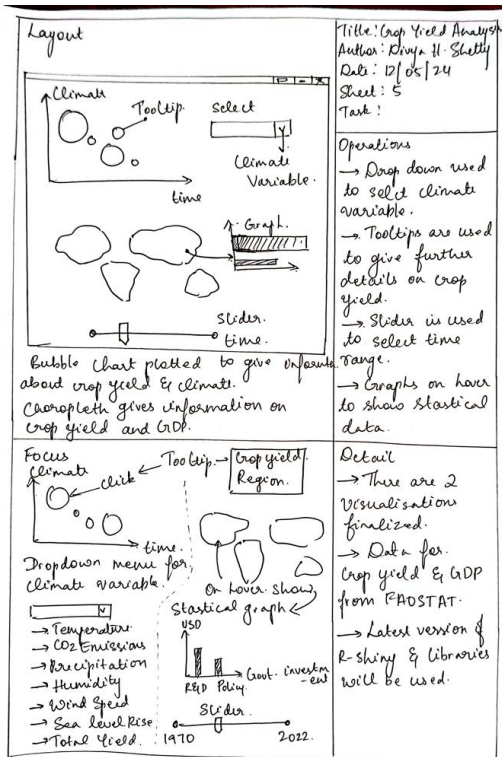 Layout
Title: Crop Yield Analysis
Author: Divya H. Shetty
Date: 12/05/24
Sheet: 5
Task:
Climate
Tooltip
Select
Climate
Variable.
time
Graph.
Slider.
time.
Bubble Chart plotted to give informa
about crop yield & climate.
Choropleth gives information on
crop yield and GDP.
Operations
→ Drop down used
to selct climate
variable.
→ Tooltips are used
to give further
details on crop
yield.
→ Slider is used
to select time
range.
→ Graphs on hover
to show stastical
data.
Focus
Climate
click
Tooltip → Crop yield
Region.
time.
Dropdown menu for
Climate variable.
→ Temperature
→ CO2 Emissions
→ Precipitation
→ Humidity
→ Wind Speed
→ Sea level Rise
→ Total Yield.
On hover show
Stastical graph
USD
R&D Policy
Govt. investm
-ent
Slider
1970 2022.
Detail
→ There are 2
visualisations
finalized.
→ Data for
Crop yield & GDP
from FAOSTAT.
→ Latest version of
R-shiny & libraries
will be used.